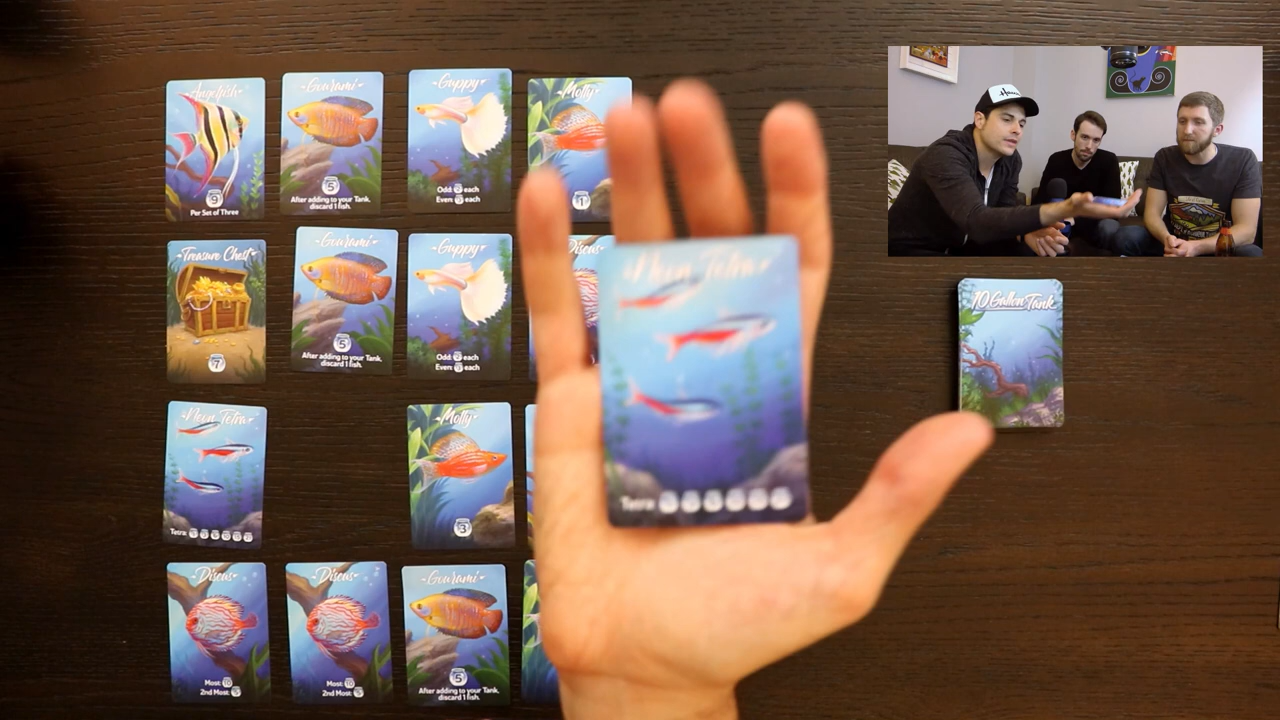 Angelfish
9
Per Set of Three
Gourami
5
After adding to your Tank,
discard 1 fish.
Guppy
Odd: each
Even: each
Molly
1
Treasure Chest
7
Gourami
5
After adding to your Tank,
discard 1 fish.
Guppy
Odd: each
Even: each
Discus
Neon Tetra
Tetra:
10 Gallon Tank
Neon Tetra
Tetra:
Molly
3
Discus
Most: 10
2nd Most:
Discus
Most: 10
2nd Most:
Gourami
5
After adding to your Tank,
discard 1 fish.